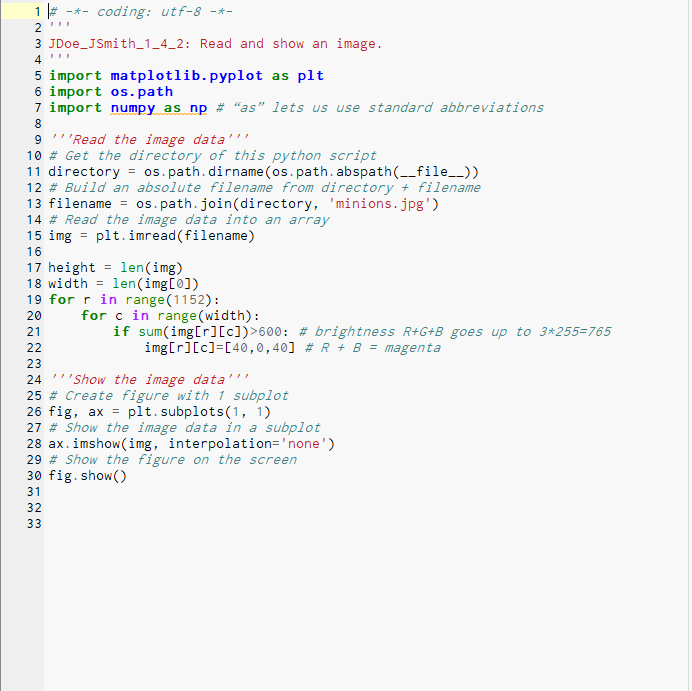 1 # -*- coding: utf-8 -*-
2 '''
3 JDoe_JSmith_1_4_2: Read and show an image.
4 '''
5 import matplotlib.pyplot as plt
6 import os.path
7 import numpy as np # “as” lets us use standard abbreviations
8
9 '''Read the image data'''
10 # Get the directory of this python script
11 directory = os.path.dirname(os.path.abspath(__file__))
12 # Build an absolute filename from directory + filename
13 filename = os.path.join(directory, 'minions.jpg')
14 # Read the image data into an array
15 img = plt.imread(filename)
16
17 height = len(img)
18 width = len(img[0])
19 for r in range(1152):
20     for c in range(width):
21         if sum(img[r][c])>600: # brightness R+G+B goes up to 3*255=765
22             img[r][c]=[40,0,40] # R + B = magenta
23
24 '''Show the image data'''
25 # Create figure with 1 subplot
26 fig, ax = plt.subplots(1, 1)
27 # Show the image data in a subplot
28 ax.imshow(img, interpolation='none')
29 # Show the figure on the screen
30 fig.show()
31
32
33